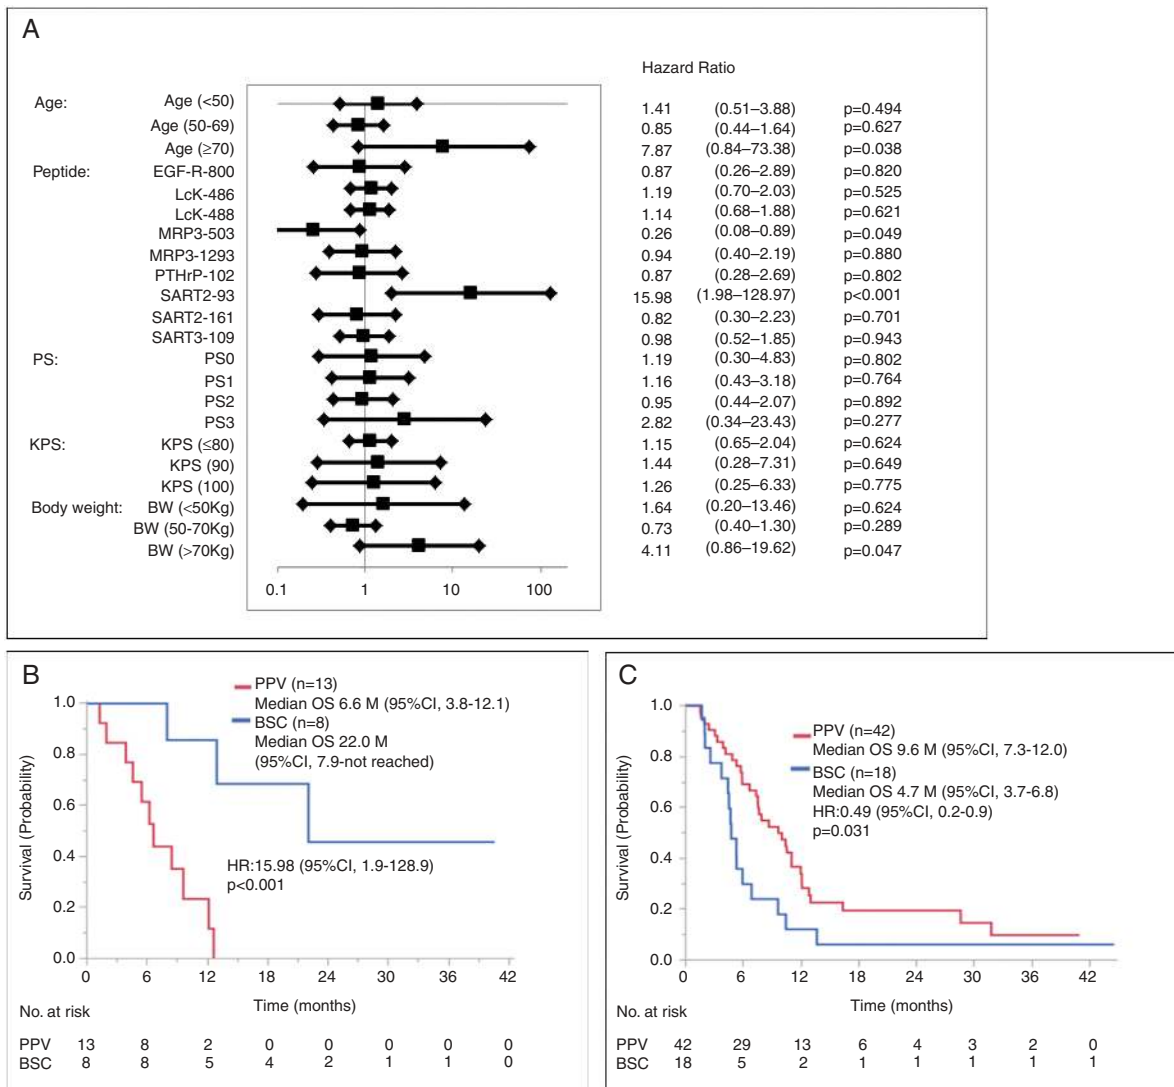 A
Hazard Ratio
Age: Age (<50) 1.41 (0.51–3.88) p=0.494
Age (50-69) 0.85 (0.44–1.64) p=0.627
Age (≥70) 7.87 (0.84–73.38) p=0.038
Peptide: EGF-R-800 0.87 (0.26–2.89) p=0.820
LcK-486 1.19 (0.70–2.03) p=0.525
LcK-488 1.14 (0.68–1.88) p=0.621
MRP3-503 0.26 (0.08–0.89) p=0.049
MRP3-1293 0.94 (0.40–2.19) p=0.880
PTHrP-102 0.87 (0.28–2.69) p=0.802
SART2-93 15.98 (1.98–128.97) p<0.001
SART2-161 0.82 (0.30–2.23) p=0.701
SART3-109 0.98 (0.52–1.85) p=0.943
PS: PS0 1.19 (0.30–4.83) p=0.802
PS1 1.16 (0.43–3.18) p=0.764
PS2 0.95 (0.44–2.07) p=0.892
PS3 2.82 (0.34–23.43) p=0.277
KPS: KPS (≤80) 1.15 (0.65–2.04) p=0.624
KPS (90) 1.44 (0.28–7.31) p=0.649
KPS (100) 1.26 (0.25–6.33) p=0.775
Body weight: BW (<50Kg) 1.64 (0.20–13.46) p=0.624
BW (50-70Kg) 0.73 (0.40–1.30) p=0.289
BW (>70Kg) 4.11 (0.86–19.62) p=0.047
0.1 1 10 100
B
PPV (n=13)
Median OS 6.6 M (95%CI, 3.8-12.1)
BSC (n=8)
Median OS 22.0 M
(95%CI, 7.9-not reached)
HR:15.98 (95%CI, 1.9-128.9)
p<0.001
Survival (Probability)
1.0
0.8
0.6
0.4
0.2
0.0
0 6 12 18 24 30 36 42
Time (months)
No. at risk
PPV 13 8 2 0 0 0 0 0
BSC 8 8 5 4 2 1 1 0
C
PPV (n=42)
Median OS 9.6 M (95%CI, 7.3-12.0)
BSC (n=18)
Median OS 4.7 M (95%CI, 3.7-6.8)
HR:0.49 (95%CI, 0.2-0.9)
p=0.031
Survival (Probability)
1.0
0.8
0.6
0.4
0.2
0.0
0 6 12 18 24 30 36 42
Time (months)
No. at risk
PPV 42 29 13 6 4 3 2 0
BSC 18 5 2 1 1 1 1 1